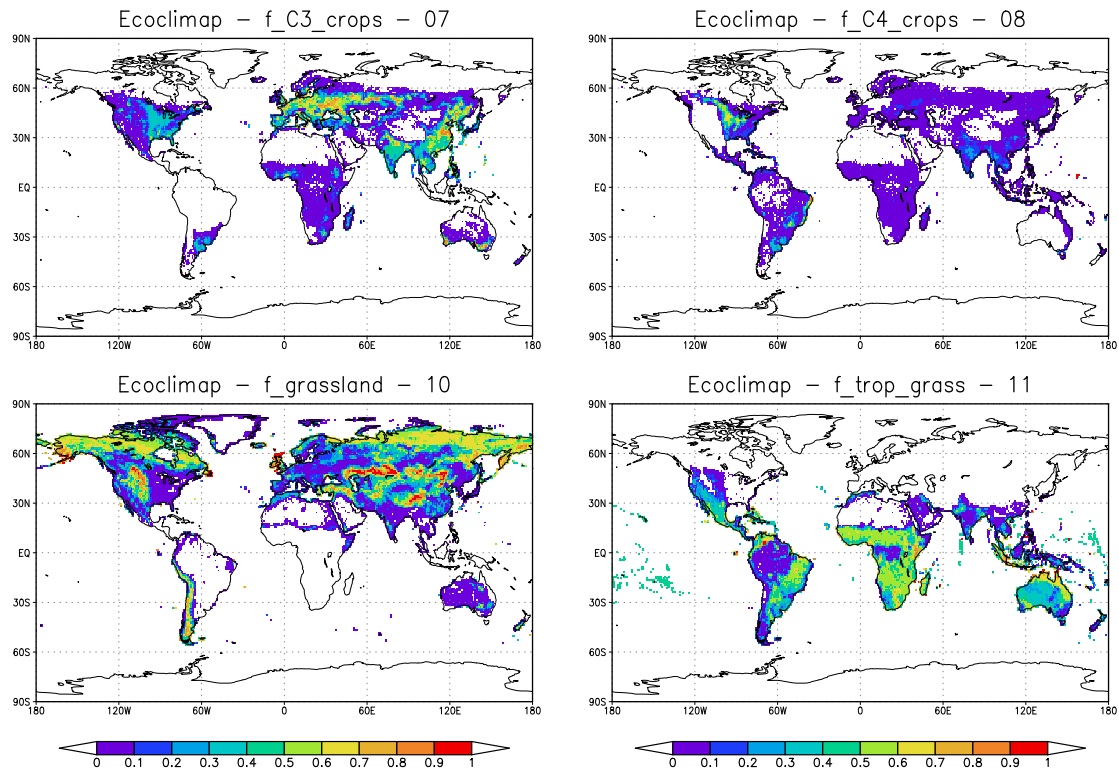 Ecoclimap – f_C3_crops – 07
90N
60N
30N
EQ
30S
60S
90S
180 120W 60W 0 60E 120E 180
Ecoclimap – f_C4_crops – 08
90N
60N
30N
EQ
30S
60S
90S
180 120W 60W 0 60E 120E 180
Ecoclimap – f_grassland – 10
90N
60N
30N
EQ
30S
60S
90S
180 120W 60W 0 60E 120E 180
0 0.1 0.2 0.3 0.4 0.5 0.6 0.7 0.8 0.9 1
Ecoclimap – f_trop_grass – 11
90N
60N
30N
EQ
30S
60S
90S
180 120W 60W 0 60E 120E 180
0 0.1 0.2 0.3 0.4 0.5 0.6 0.7 0.8 0.9 1